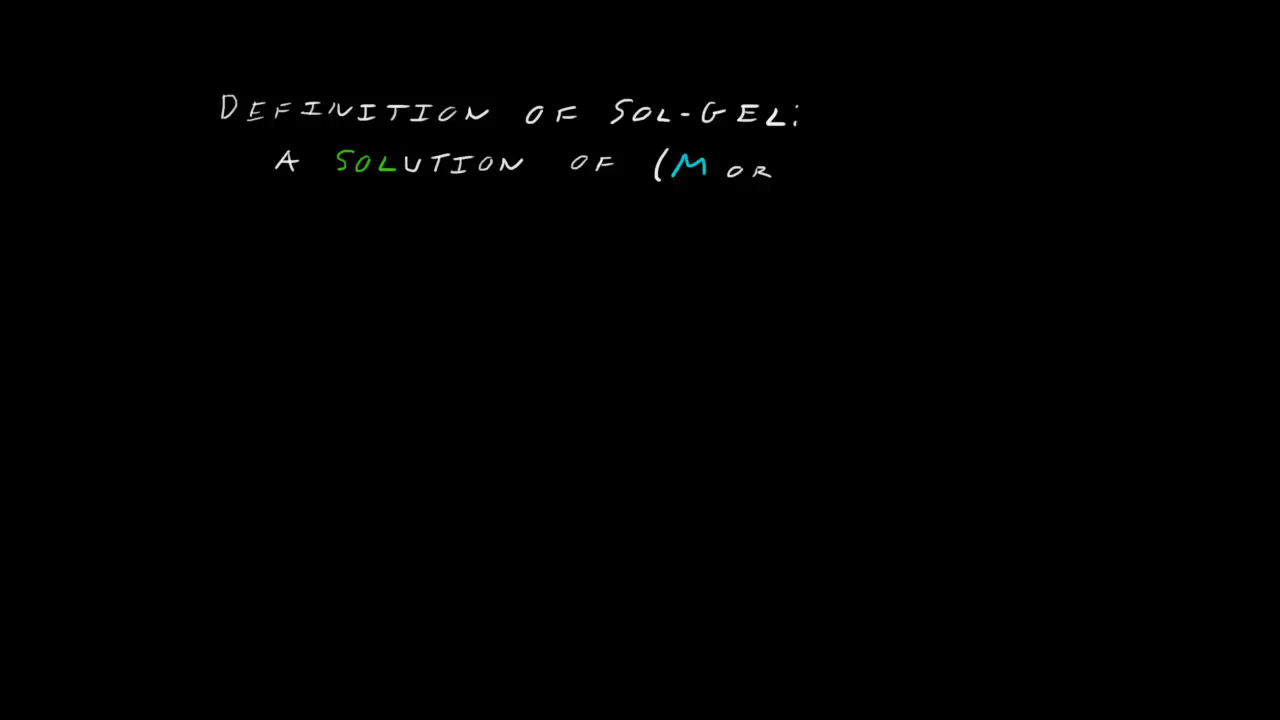 DEFINITION OF SOL-GEL:
A SOLUTION OF (M OR